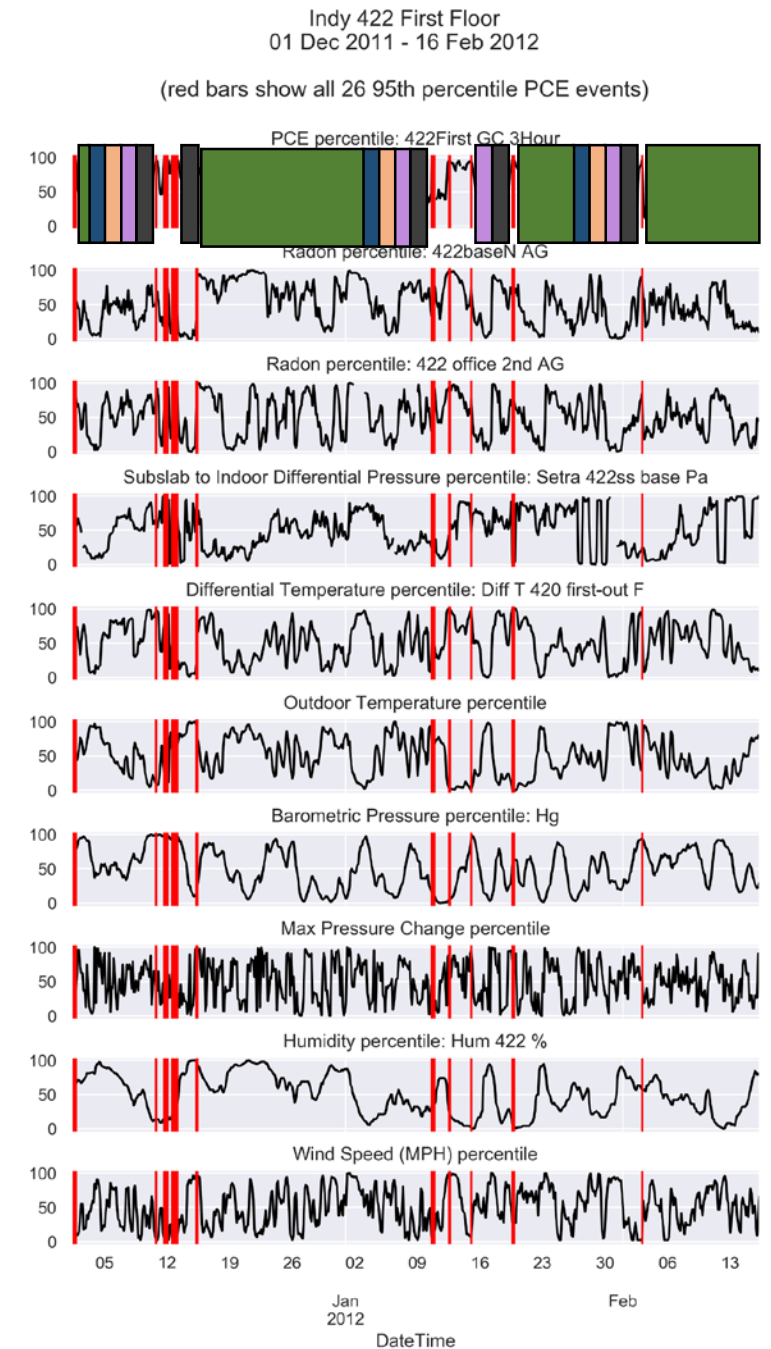 Indy 422 First Floor
01 Dec 2011 - 16 Feb 2012
(red bars show all 26 95th percentile PCE events)
PCE percentile: 422First GC 3Hour
100
50
0
Radon percentile: 422baseN AG
100
50
0
Radon percentile: 422 office 2nd AG
100
50
0
Subslab to Indoor Differential Pressure percentile: Setra 422ss base Pa
100
50
0
Differential Temperature percentile: Diff T 420 first-out F
100
50
0
Outdoor Temperature percentile
100
50
0
Barometric Pressure percentile: Hg
100
50
0
Max Pressure Change percentile
100
50
0
Humidity percentile: Hum 422 %
100
50
0
Wind Speed (MPH) percentile
100
50
0
05 12 19 26 02 09 16 23 30 06 13
Jan Feb
2012
DateTime